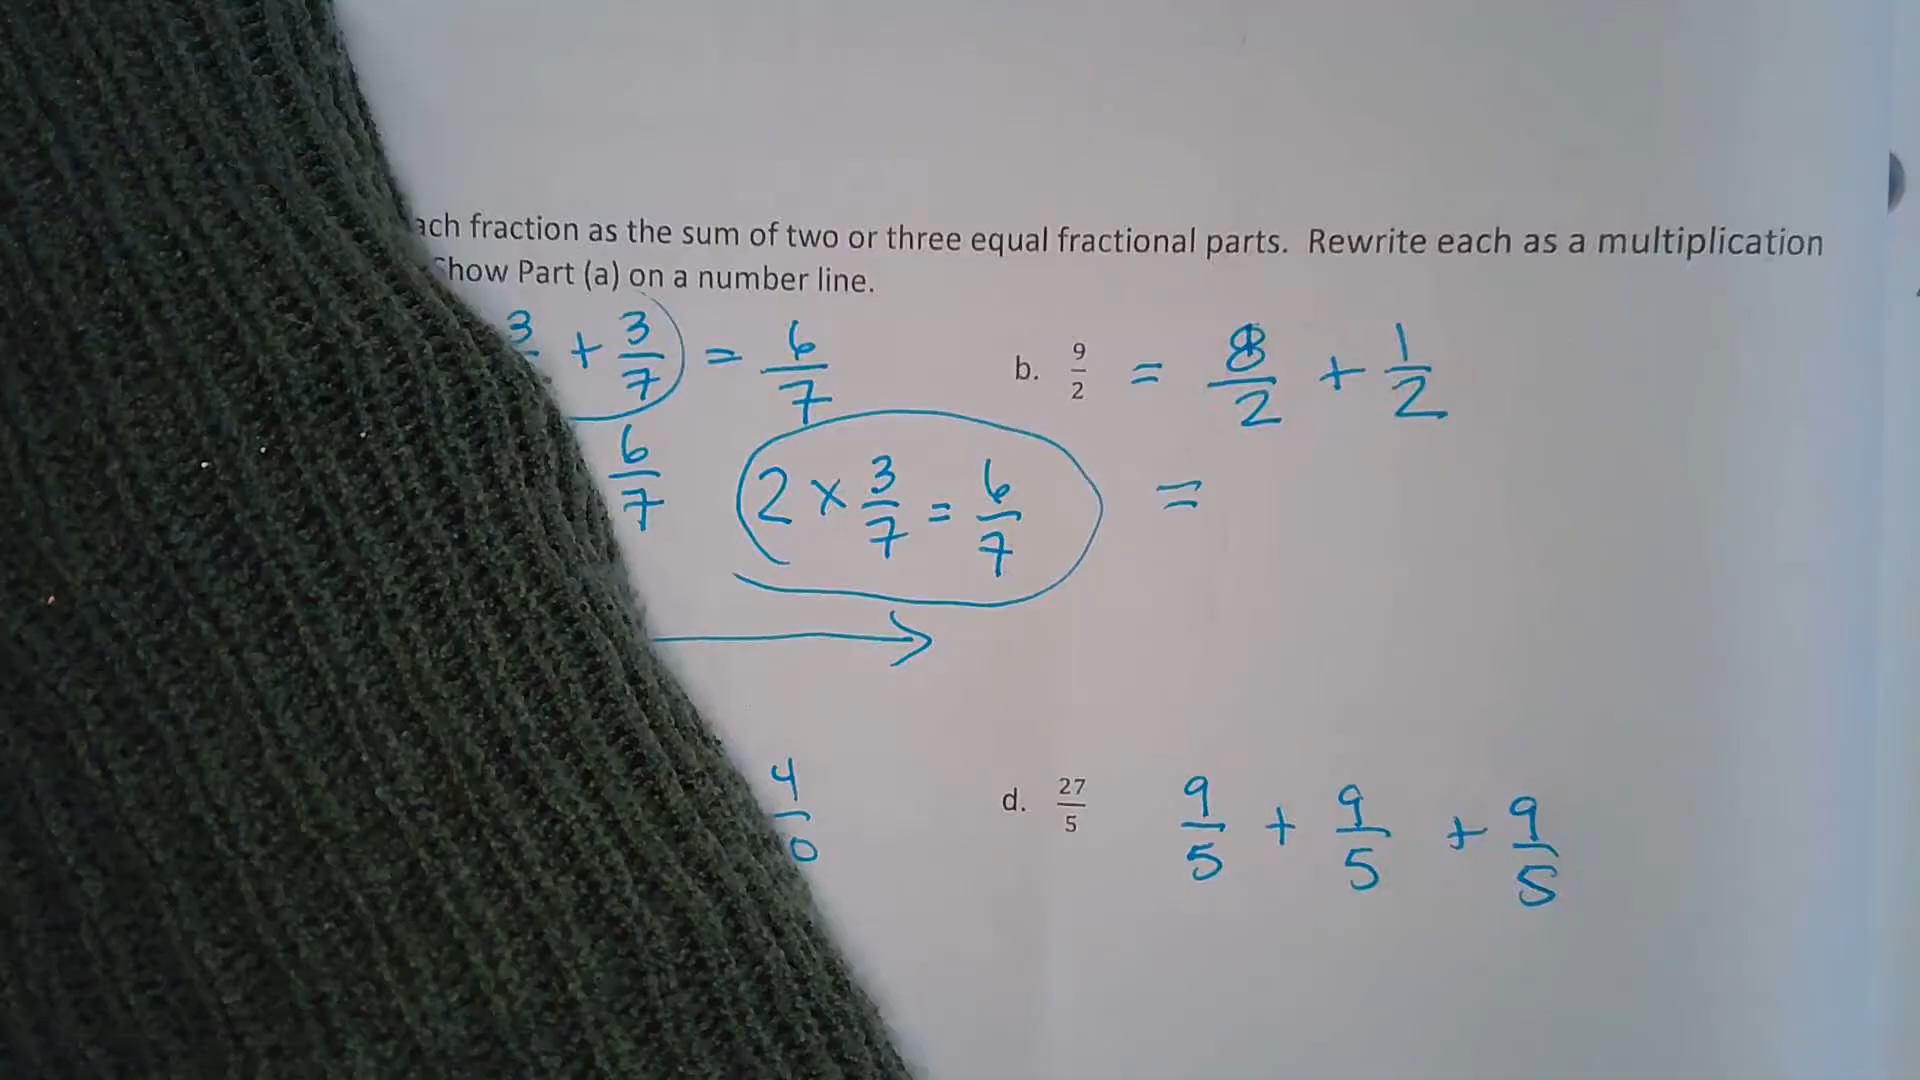 ach fraction as the sum of two or three equal fractional parts. Rewrite each as a multiplication
Show Part (a) on a number line.
3 + 3/7 = 6/7
b. 9/2 = 8/2 + 1/2
6/7
2 × 3/7 = 6/7
=
4/0
d. 27/5 9/5 + 9/5 + 9/5